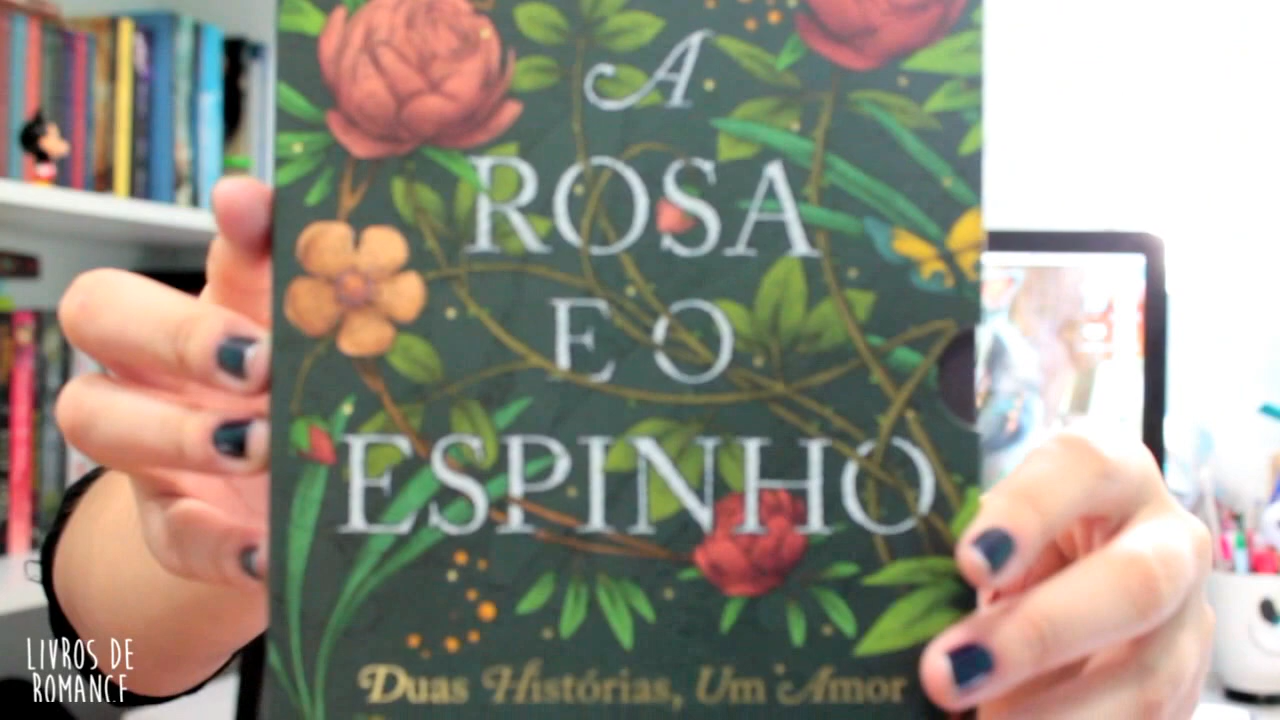 A
ROSA
E O
ESPINHO
Duas Histórias, Um Amor
LIVROS DE
ROMANCE